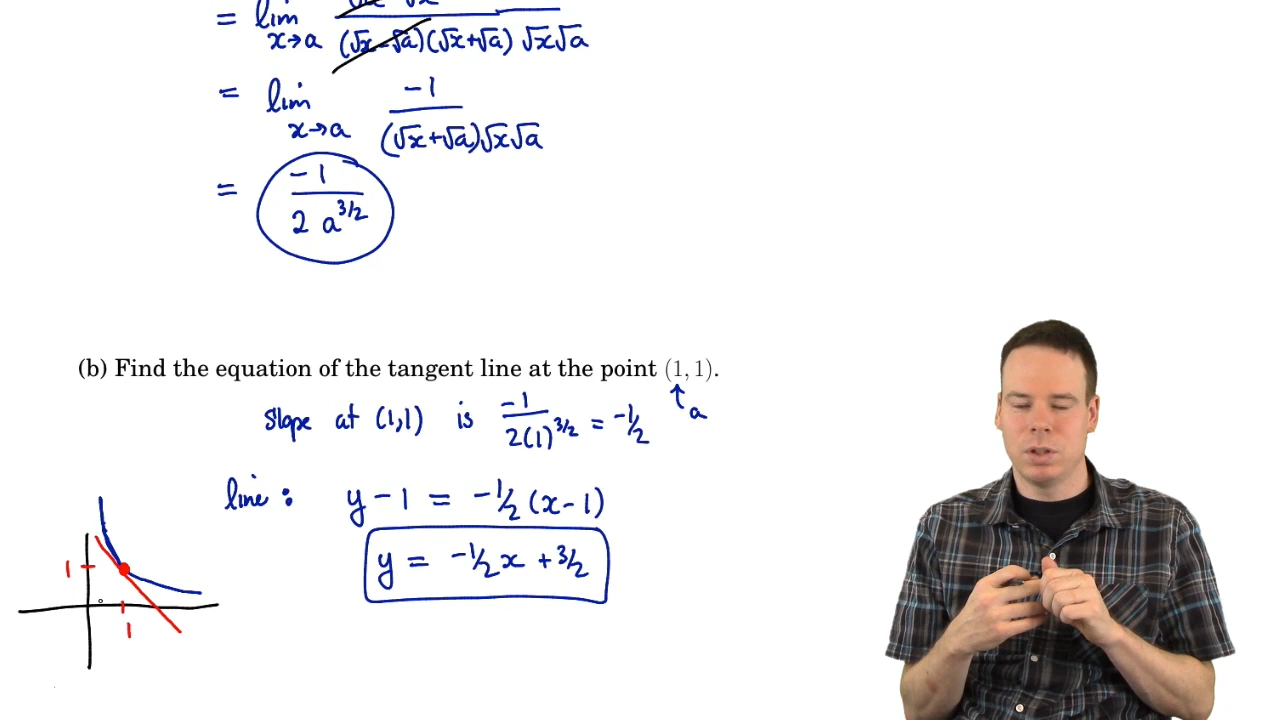 = lim x→a (√x-√a)(√x+√a) √x√a
= lim x→a -1 / (√x+√a)√x√a
= -1 / 2 a^3/2
(b) Find the equation of the tangent line at the point (1, 1).
slope at (1,1) is -1 / 2(1)^3/2 = -1/2 ↑ a
line: y - 1 = -1/2 (x-1)
y = -1/2 x + 3/2
1
1